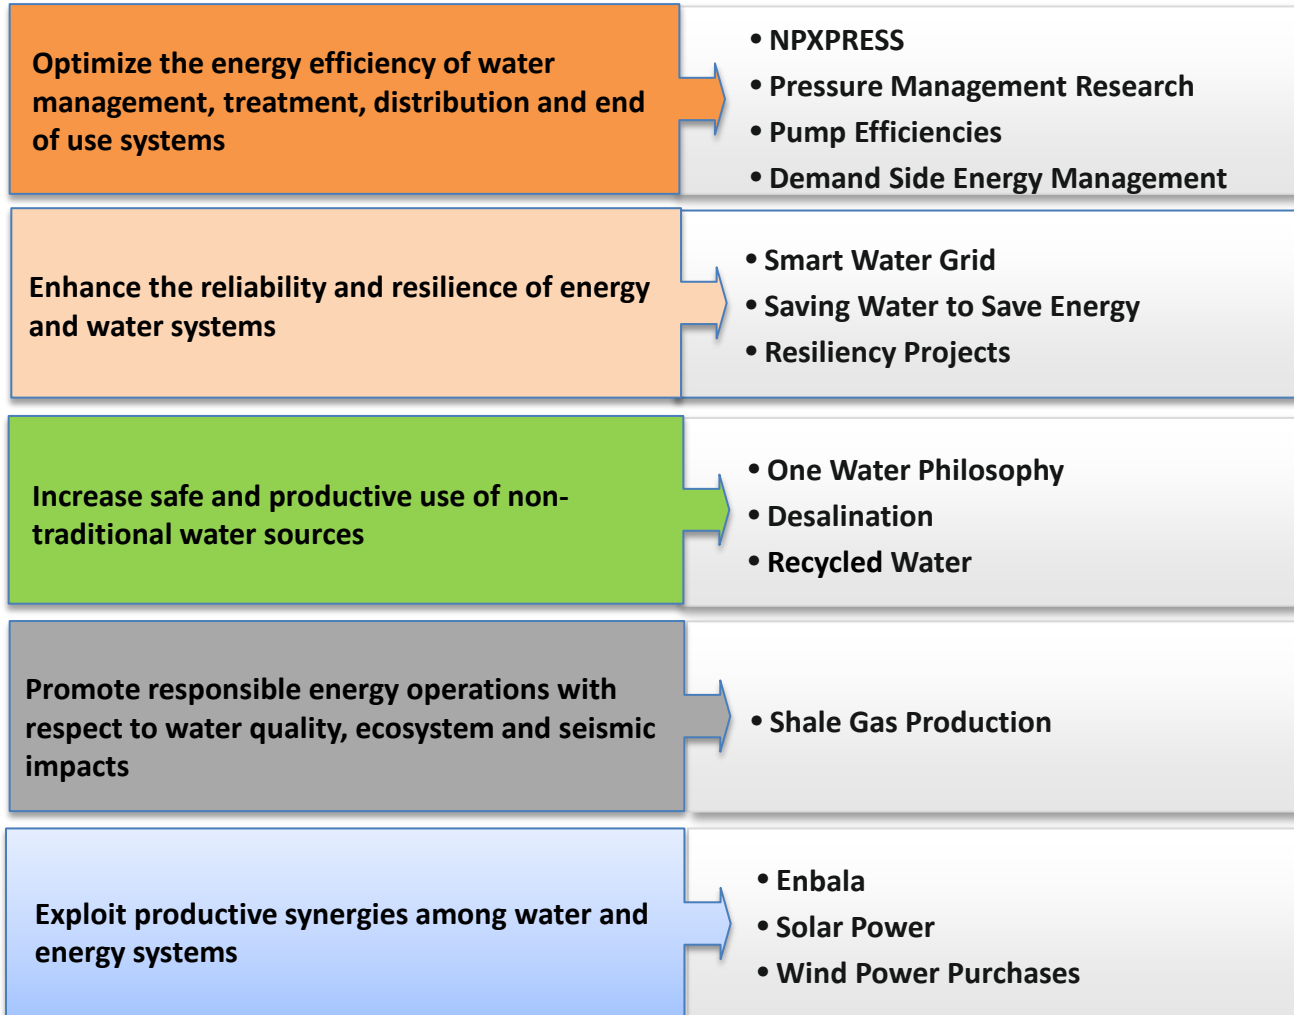 Optimize the energy efficiency of water
management, treatment, distribution and end
of use systems
• NPXPRESS
• Pressure Management Research
• Pump Efficiencies
• Demand Side Energy Management
Enhance the reliability and resilience of energy
and water systems
• Smart Water Grid
• Saving Water to Save Energy
• Resiliency Projects
Increase safe and productive use of non-
traditional water sources
• One Water Philosophy
• Desalination
• Recycled Water
Promote responsible energy operations with
respect to water quality, ecosystem and seismic
impacts
• Shale Gas Production
Exploit productive synergies among water and
energy systems
• Enbala
• Solar Power
• Wind Power Purchases